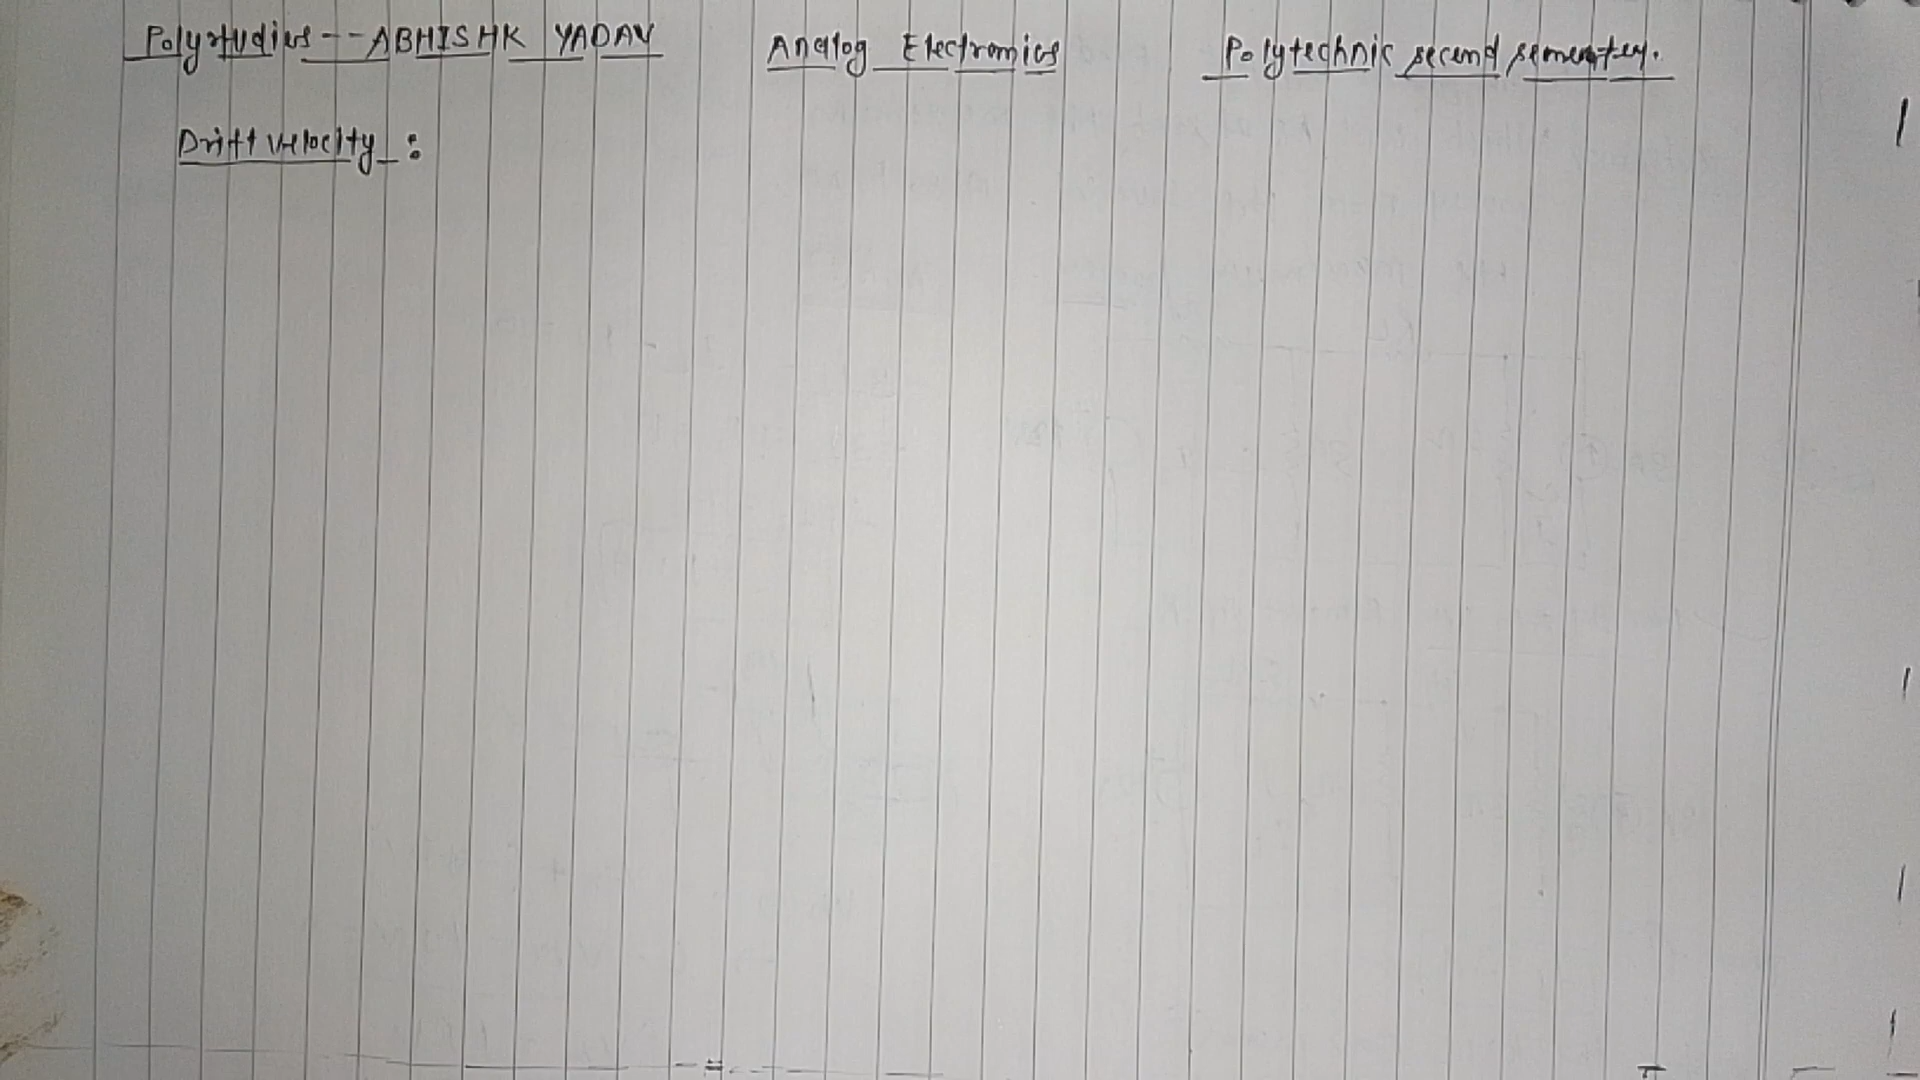 Polystudies -- ABHISHK YADAV Analog Electronics Polytechnic second semester.
Drift velocity :